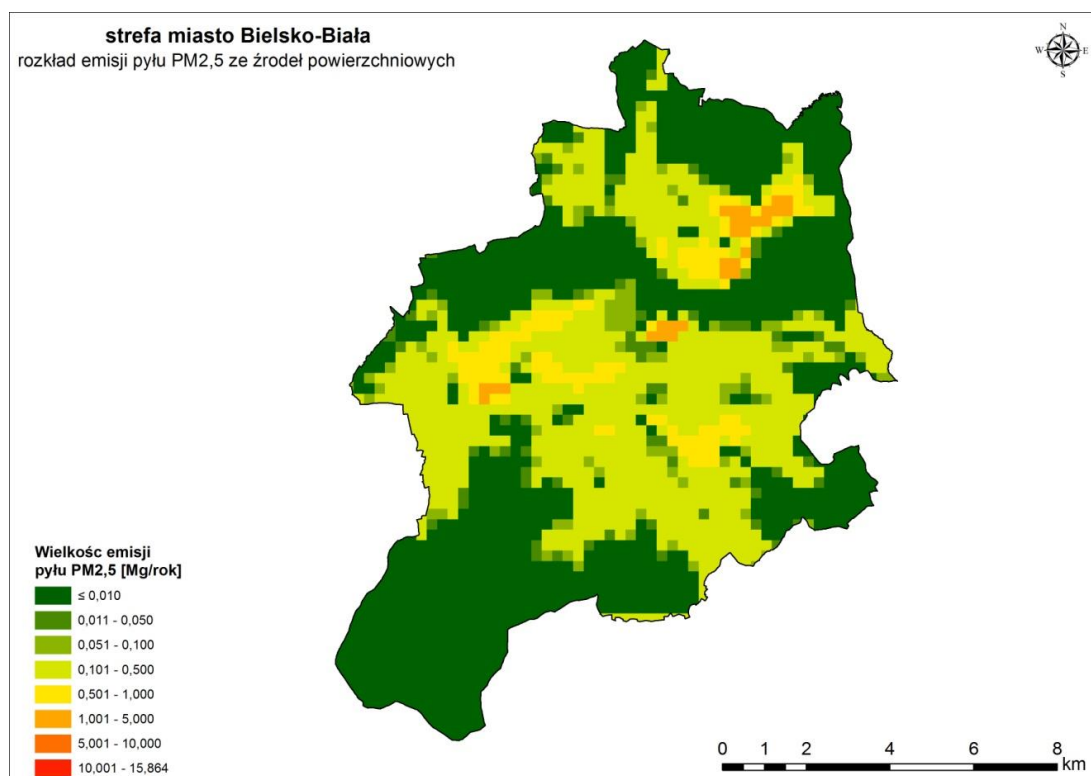 strefa miasto Bielsko-Biała
rozkład emisji pyłu PM2,5 ze źrodeł powierzchniowych
N
W
E
S
Wielkośc emisji
pyłu PM2,5 [Mg/rok]
≤ 0,010
0,011 - 0,050
0,051 - 0,100
0,101 - 0,500
0,501 - 1,000
1,001 - 5,000
5,001 - 10,000
10,001 - 15,864
0 1 2 4 6 8
km